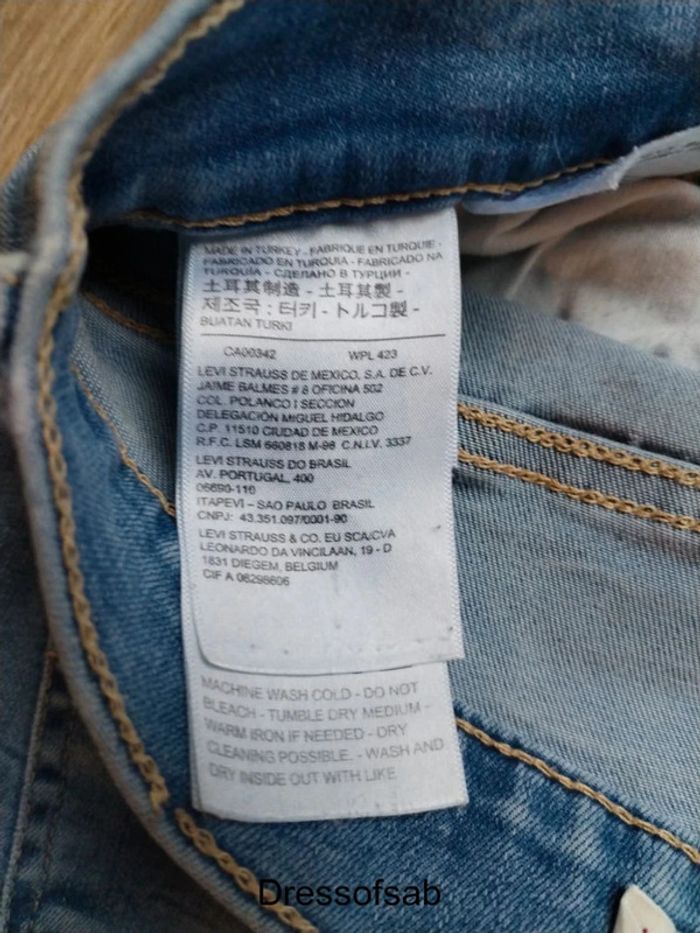 MADE IN TURKEY - FABRIQUE EN TURQUIE -
FABRICADO EN TURQUIA - FABRICADO NA
TURQUIA - СДЕЛАНО В ТУРЦИИ -
土耳其制造 - 土耳其製 -
제조국 : 터키 - トルコ製 -
BUATAN TURKI
CA00342 WPL 423
LEVI STRAUSS DE MEXICO, S.A. DE C.V.
JAIME BALMES # 8 OFICINA 502
COL. POLANCO I SECCION
DELEGACIÓN MIGUEL HIDALGO
C.P. 11510 CIUDAD DE MEXICO
R.F.C. LSM 660818 M-98 C.N.I.V. 3337
LEVI STRAUSS DO BRASIL
AV. PORTUGAL, 400
06690-110
ITAPEVI – SAO PAULO BRASIL
CNPJ: 43.351.097/0001-90
LEVI STRAUSS & CO. EU SCA/CVA
LEONARDO DA VINCILAAN, 19 - D
1831 DIEGEM, BELGIUM
CIF A 08298606
MACHINE WASH COLD - DO NOT
BLEACH - TUMBLE DRY MEDIUM -
WARM IRON IF NEEDED - DRY
CLEANING POSSIBLE. - WASH AND
DRY INSIDE OUT WITH LIKE
Dressofsab